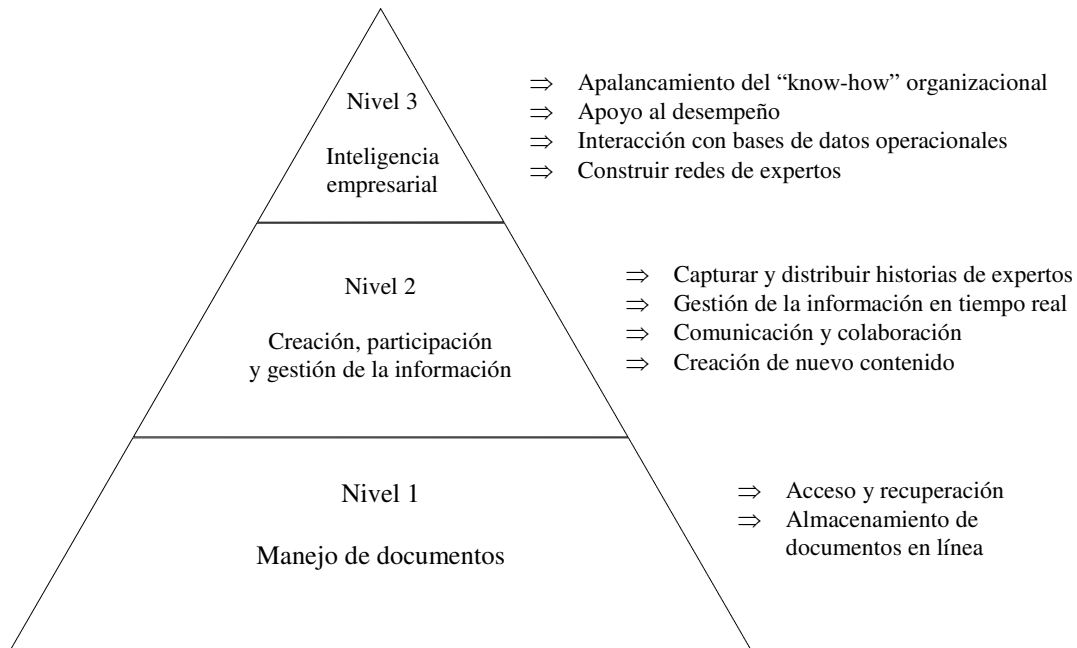 Nivel 3
Inteligencia
empresarial
⇒ Apalancamiento del “know-how” organizacional
⇒ Apoyo al desempeño
⇒ Interacción con bases de datos operacionales
⇒ Construir redes de expertos
Nivel 2
Creación, participación
y gestión de la información
⇒ Capturar y distribuir historias de expertos
⇒ Gestión de la información en tiempo real
⇒ Comunicación y colaboración
⇒ Creación de nuevo contenido
Nivel 1
Manejo de documentos
⇒ Acceso y recuperación
⇒ Almacenamiento de
documentos en línea